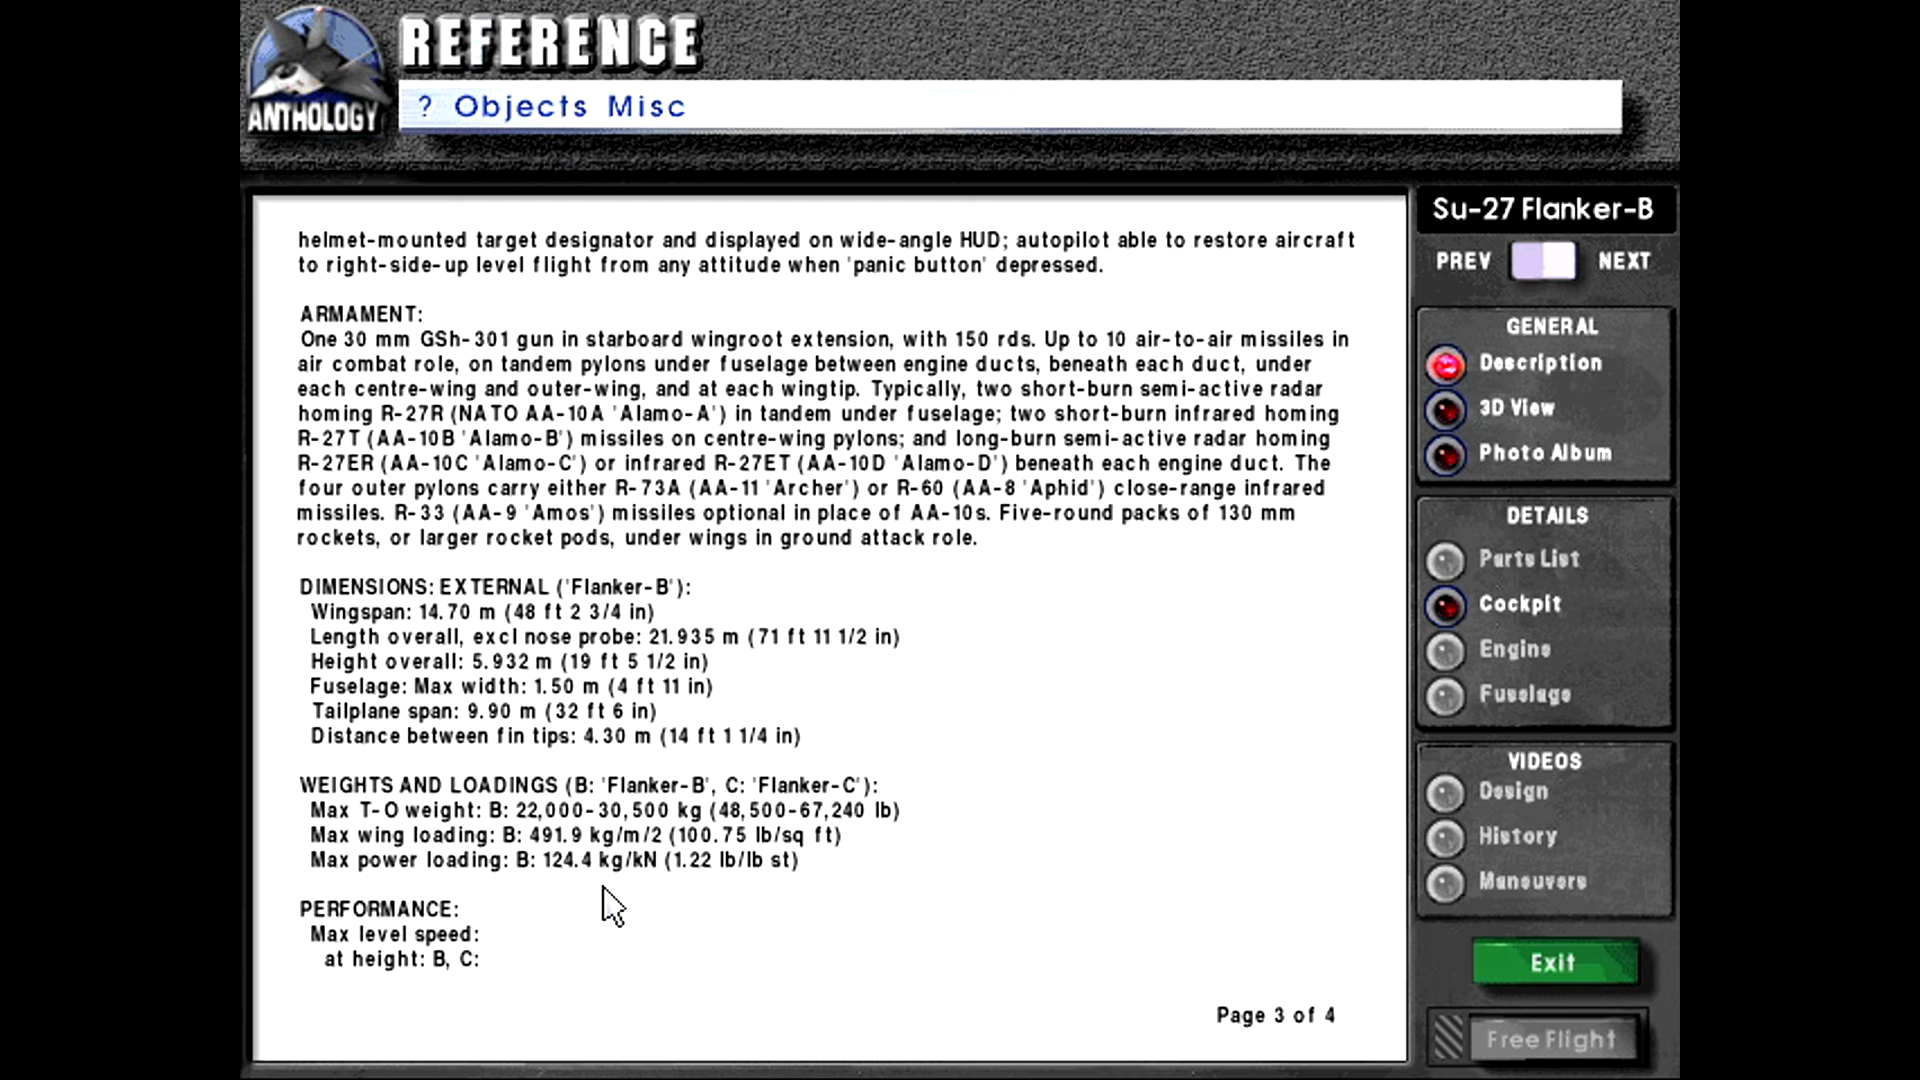 REFERENCE
ANTHOLOGY
? Objects Misc
helmet-mounted target designator and displayed on wide-angle HUD; autopilot able to restore aircraft
to right-side-up level flight from any attitude when 'panic button' depressed.
ARMAMENT:
One 30 mm GSh-301 gun in starboard wingroot extension, with 150 rds. Up to 10 air-to-air missiles in
air combat role, on tandem pylons under fuselage between engine ducts, beneath each duct, under
each centre-wing and outer-wing, and at each wingtip. Typically, two short-burn semi-active radar
homing R-27R (NATO AA-10A 'Alamo-A') in tandem under fuselage; two short-burn infrared homing
R-27T (AA-10B 'Alamo-B') missiles on centre-wing pylons; and long-burn semi-active radar homing
R-27ER (AA-10C 'Alamo-C') or infrared R-27ET (AA-10D 'Alamo-D') beneath each engine duct. The
four outer pylons carry either R-73A (AA-11 'Archer') or R-60 (AA-8 'Aphid') close-range infrared
missiles. R-33 (AA-9 'Amos') missiles optional in place of AA-10s. Five-round packs of 130 mm
rockets, or larger rocket pods, under wings in ground attack role.
DIMENSIONS: EXTERNAL ('Flanker-B'):
Wingspan: 14.70 m (48 ft 2 3/4 in)
Length overall, excl nose probe: 21.935 m (71 ft 11 1/2 in)
Height overall: 5.932 m (19 ft 5 1/2 in)
Fuselage: Max width: 1.50 m (4 ft 11 in)
Tailplane span: 9.90 m (32 ft 6 in)
Distance between fin tips: 4.30 m (14 ft 1 1/4 in)
WEIGHTS AND LOADINGS (B: 'Flanker-B', C: 'Flanker-C'):
Max T-O weight: B: 22,000-30,500 kg (48,500-67,240 lb)
Max wing loading: B: 491.9 kg/m/2 (100.75 lb/sq ft)
Max power loading: B: 124.4 kg/kN (1.22 lb/lb st)
PERFORMANCE:
Max level speed:
at height: B, C:
Page 3 of 4
Su-27 Flanker-B
PREV NEXT
GENERAL
Description
3D View
Photo Album
DETAILS
Parts List
Cockpit
Engine
Fuselage
VIDEOS
Design
History
Maneuvers
Exit
Free Flight